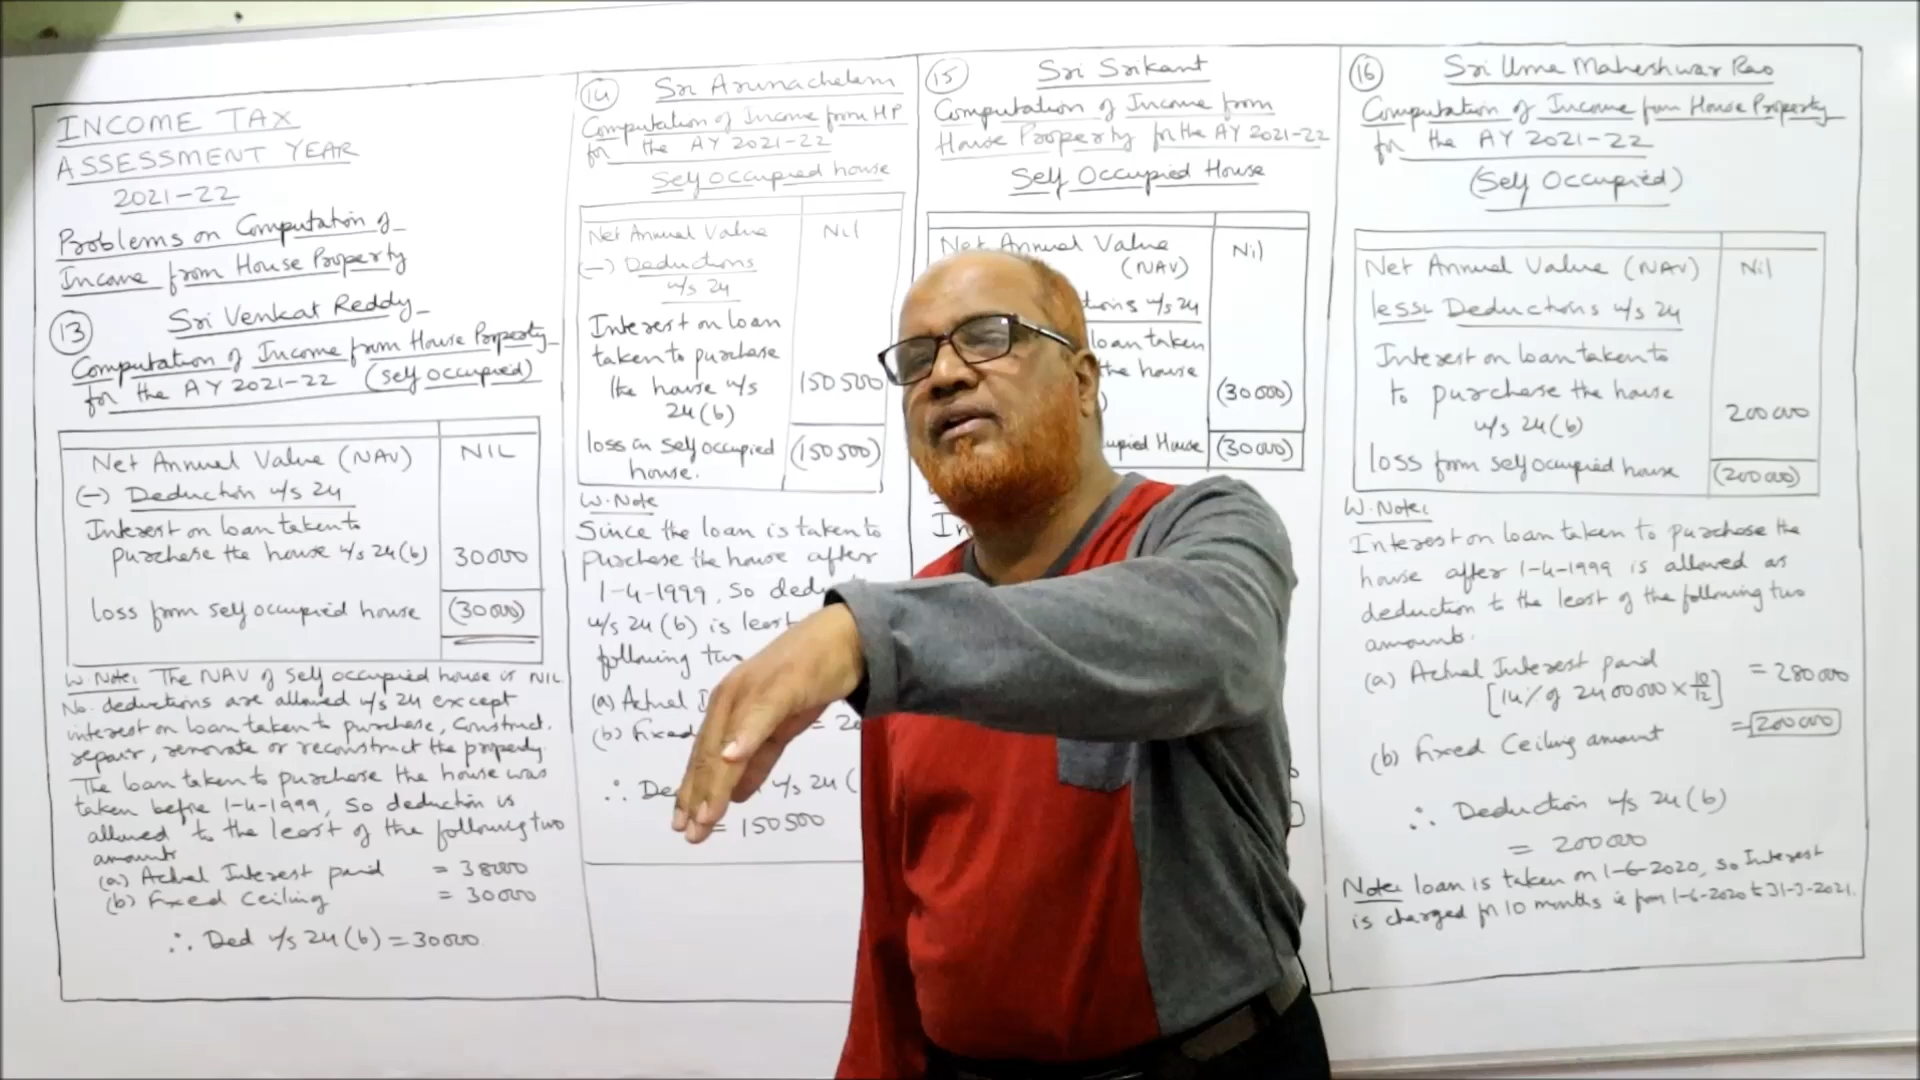 INCOME TAX
ASSESSMENT YEAR
2021-22
Problems on Computation of
Income from House Property
13 Sri Venkat Reddy
Computation of Income from House Property
for the AY 2021-22 (self occupied)
Net Annual Value (NAV) NIL
(-) Deduction u/s 24
Interest on loan taken to
purchase the house u/s 24(b) 30000
loss from self occupied house (30000)
W.Note: The NAV of self occupied house is NIL
No. deductions are allowed u/s 24 except
interest on loan taken to purchase, construct.
repair, renovate or reconstruct the property.
The loan taken to purchase the house was
taken before 1-4-1999, So deduction is
allowed to the least of the following two
amounts
(a) Actual Interest paid = 38000
(b) Fixed Ceiling = 30000
∴ Ded u/s 24(b) = 30000
14 Sri Arunachalam
Computation of Income from HP
for the AY 2021-22
Self Occupied house
Net Annual Value Nil
(-) Deductions
u/s 24
Interest on loan
taken to purchase
the house u/s 150500
24(b)
loss on self occupied (150500)
house.
W.Note
Since the loan is taken to
purchase the house after
1-4-1999, So
u/s 24(b) is least
following
(a) Actual
(b) Fixed
∴ u/s 24(
= 150500
15 Sri Srikant
Computation of Income from
House Property for the AY 2021-22
Self Occupied House
Net Annual Value Nil
(NAV)
u/s 24
loan taken
the house
(30000)
House (30000)
16 Sri Uma Maheshwar Rao
Computation of Income from House Property
for the AY 2021-22
(Self Occupied)
Net Annual Value (NAV) Nil
less: Deductions u/s 24
Interest on loan taken to
to purchase the house
u/s 24(b) 200000
loss from self occupied house (200000)
W.Note:
Interest on loan taken to purchase the
house after 1-4-1999 is allowed as
deduction to the least of the following two
amounts.
(a) Actual Interest paid = 280000
[14% of 2400000 × 10/12]
(b) Fixed Ceiling amount = 200000
∴ Deduction u/s 24(b)
= 200000
Note: loan is taken on 1-6-2020, so Interest
is charged for 10 months ie from 1-6-2020 to 31-3-2021.